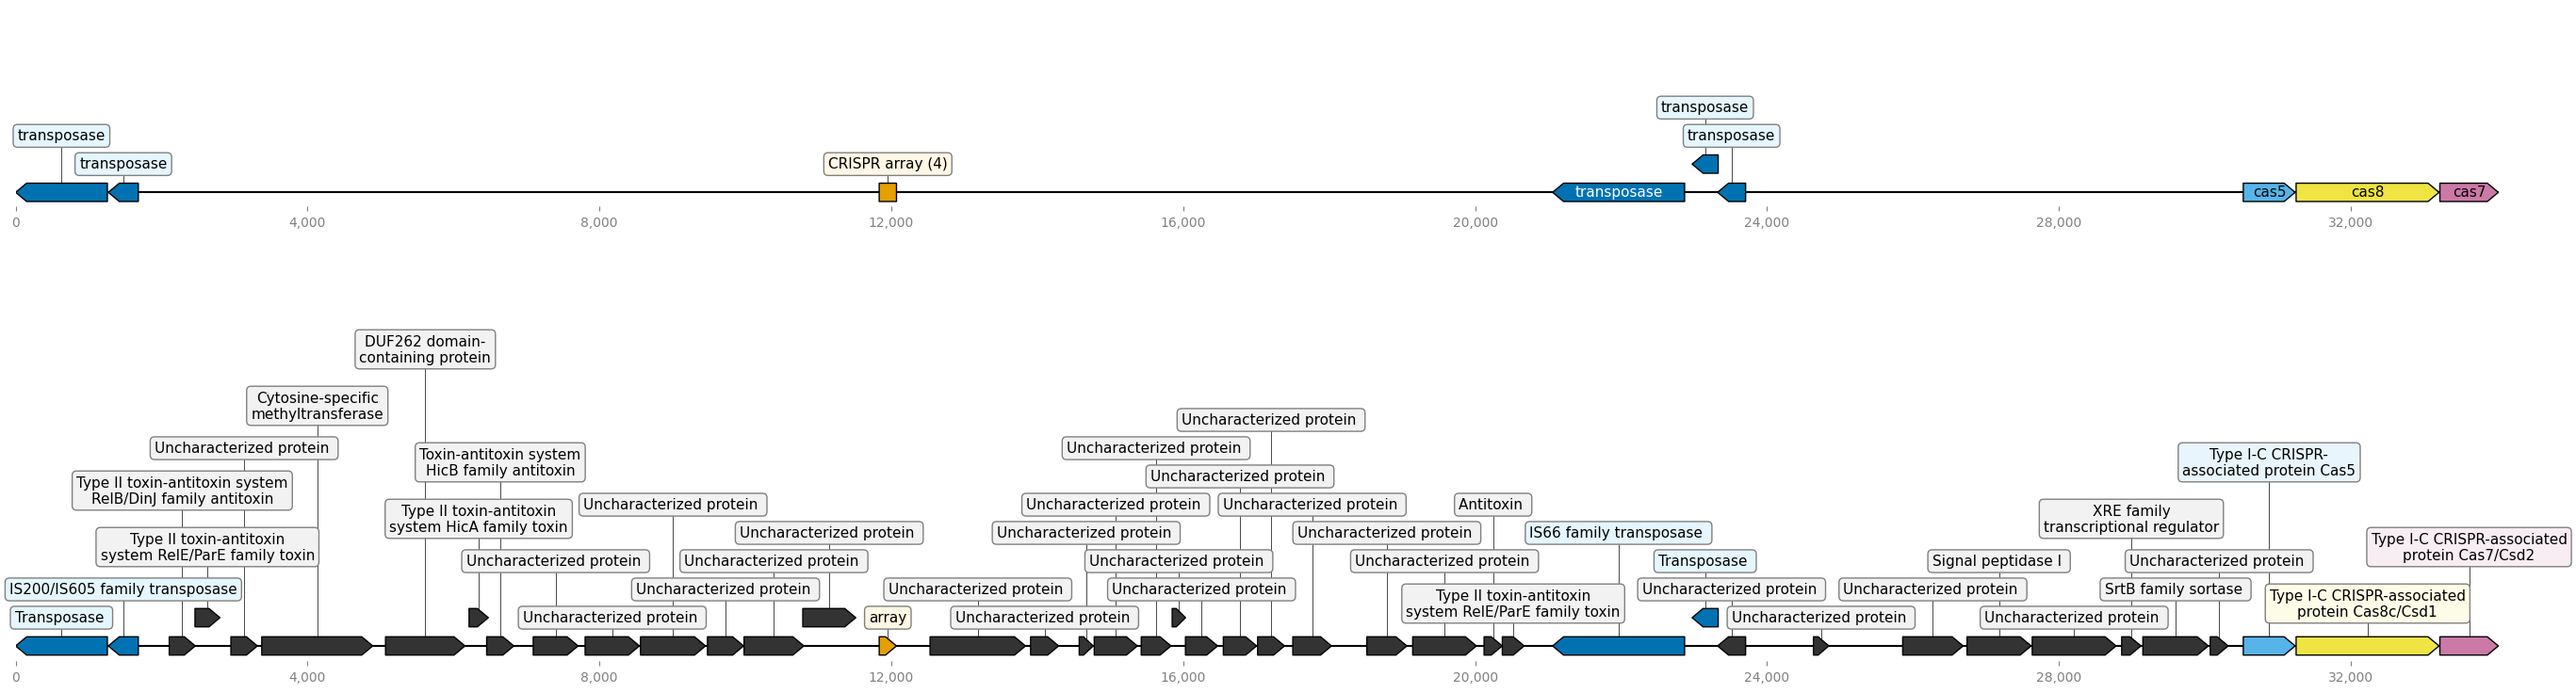 transposase
transposase
transposase
transposase
CRISPR array (4)
transposase
cas5
cas8
cas7
0
4,000
8,000
12,000
16,000
20,000
24,000
28,000
32,000
DUF262 domain-
containing protein
Cytosine-specific
methyltransferase
Uncharacterized protein
Uncharacterized protein
Toxin-antitoxin system
HicB family antitoxin
Uncharacterized protein
Type I-C CRISPR-
associated protein Cas5
Uncharacterized protein
Type II toxin-antitoxin system
RelB/DinJ family antitoxin
Uncharacterized protein
Uncharacterized protein
Uncharacterized protein
Antitoxin
Type II toxin-antitoxin
system HicA family toxin
XRE family
transcriptional regulator
Uncharacterized protein
Uncharacterized protein
Uncharacterized protein
IS66 family transposase
Type II toxin-antitoxin
system RelE/ParE family toxin
Type I-C CRISPR-associated
protein Cas7/Csd2
Uncharacterized protein
Uncharacterized protein
Uncharacterized protein
Uncharacterized protein
Transposase
Signal peptidase I
Uncharacterized protein
IS200/IS605 family transposase
Uncharacterized protein
Uncharacterized protein
Uncharacterized protein
Type II toxin-antitoxin
system RelE/ParE family toxin
Uncharacterized protein
Uncharacterized protein
SrtB family sortase
Type I-C CRISPR-associated
protein Cas8c/Csd1
Transposase
Uncharacterized protein
array
Uncharacterized protein
Uncharacterized protein
Uncharacterized protein
0
4,000
8,000
12,000
16,000
20,000
24,000
28,000
32,000